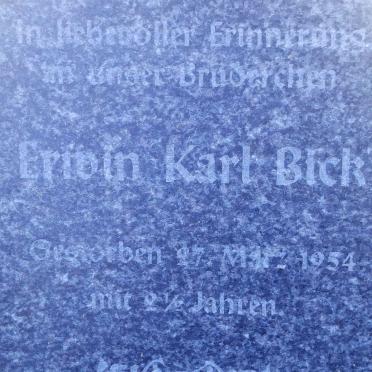 In liebevoller Erinnerung
an unser Brüderchen
Erwin Karl Bick
Gestorben 27. März 1954
mit 2½ Jahren.